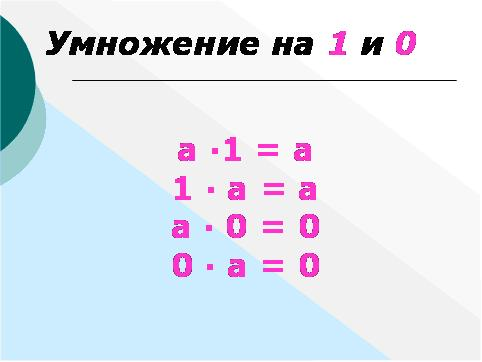 Умножение на 1 и 0
а ·1 = а
1 · а = а
а · 0 = 0
0 · а = 0